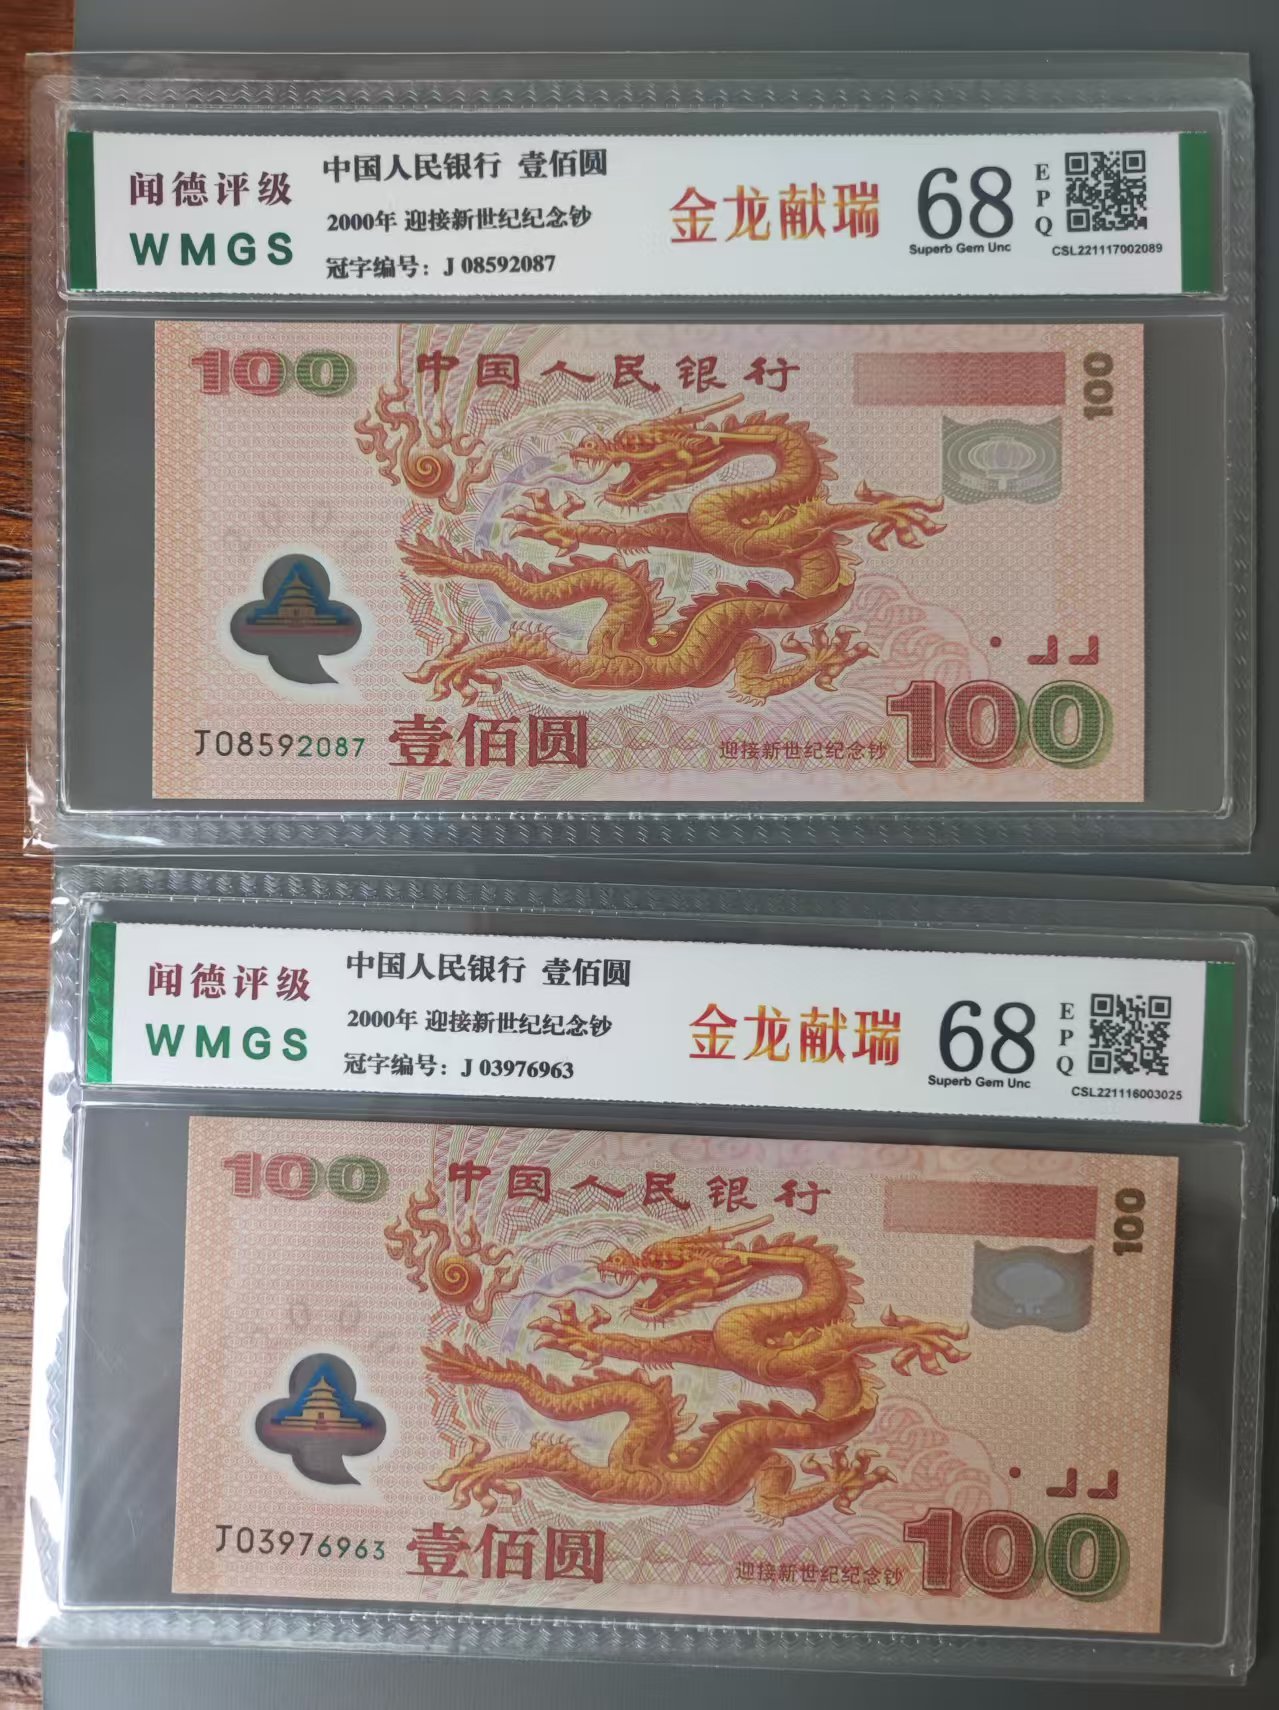 闻德评级
WMGS
中国人民银行 壹佰圆
2000年 迎接新世纪纪念钞
冠字编号：J 08592087
金龙献瑞
68
Superb Gem Unc
EPQ
CSL221117002089
100
中国人民银行
100
J08592087
壹佰圆
迎接新世纪纪念钞
100
闻德评级
WMGS
中国人民银行 壹佰圆
2000年 迎接新世纪纪念钞
冠字编号：J 03976963
金龙献瑞
68
Superb Gem Unc
EPQ
CSL221116003025
100
中国人民银行
100
J03976963
壹佰圆
迎接新世纪纪念钞
100